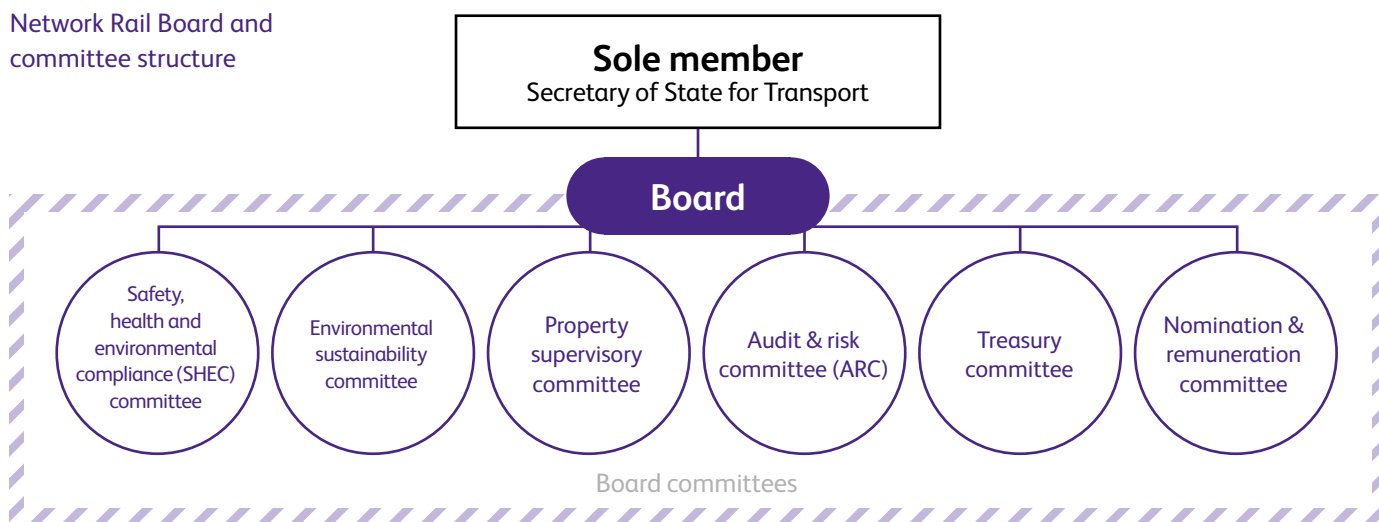 Network Rail Board and
committee structure
Sole member
Secretary of State for Transport
Board
Safety,
health and
environmental
compliance (SHEC)
committee
Environmental
sustainability
committee
Property
supervisory
committee
Audit & risk
committee (ARC)
Treasury
committee
Nomination &
remuneration
committee
Board committees